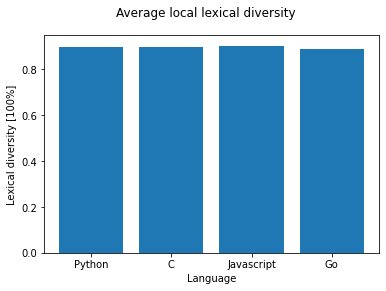 Average local lexical diversity
Lexical diversity [100%]
0.8
0.6
0.4
0.2
0.0
Python C Javascript Go
Language